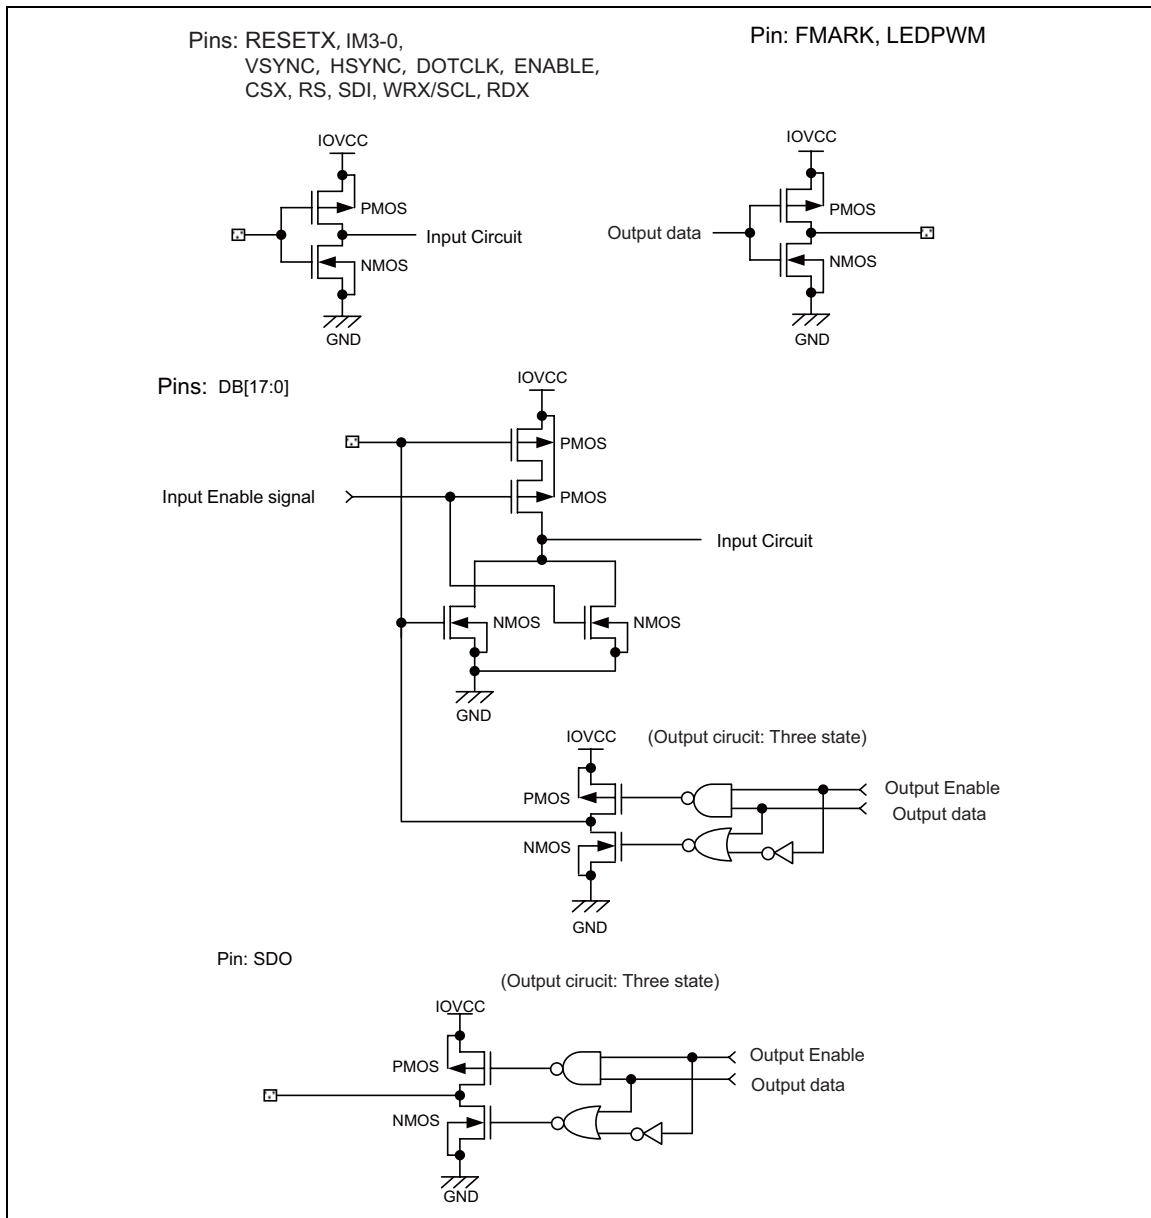 Pins: RESETX, IM3-0,
VSYNC, HSYNC, DOTCLK, ENABLE,
CSX, RS, SDI, WRX/SCL, RDX
Pin: FMARK, LEDPWM
IOVCC
PMOS
Input Circuit
NMOS
GND
IOVCC
PMOS
Output data
NMOS
GND
Pins: DB[17:0]
IOVCC
PMOS
Input Enable signal
PMOS
Input Circuit
NMOS
NMOS
GND
IOVCC
(Output cirucit: Three state)
PMOS
Output Enable
Output data
NMOS
GND
Pin: SDO
(Output cirucit: Three state)
IOVCC
PMOS
Output Enable
Output data
NMOS
GND